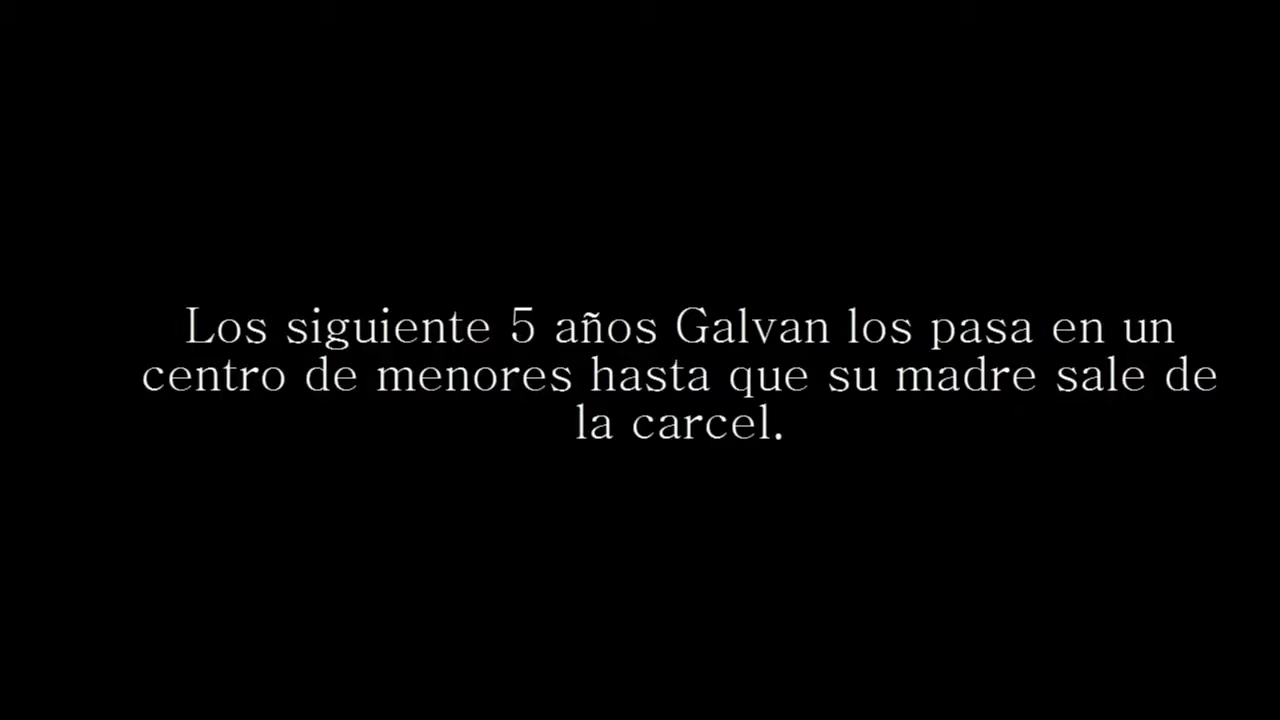 Los siguiente 5 años Galvan los pasa en un
centro de menores hasta que su madre sale de
la carcel.